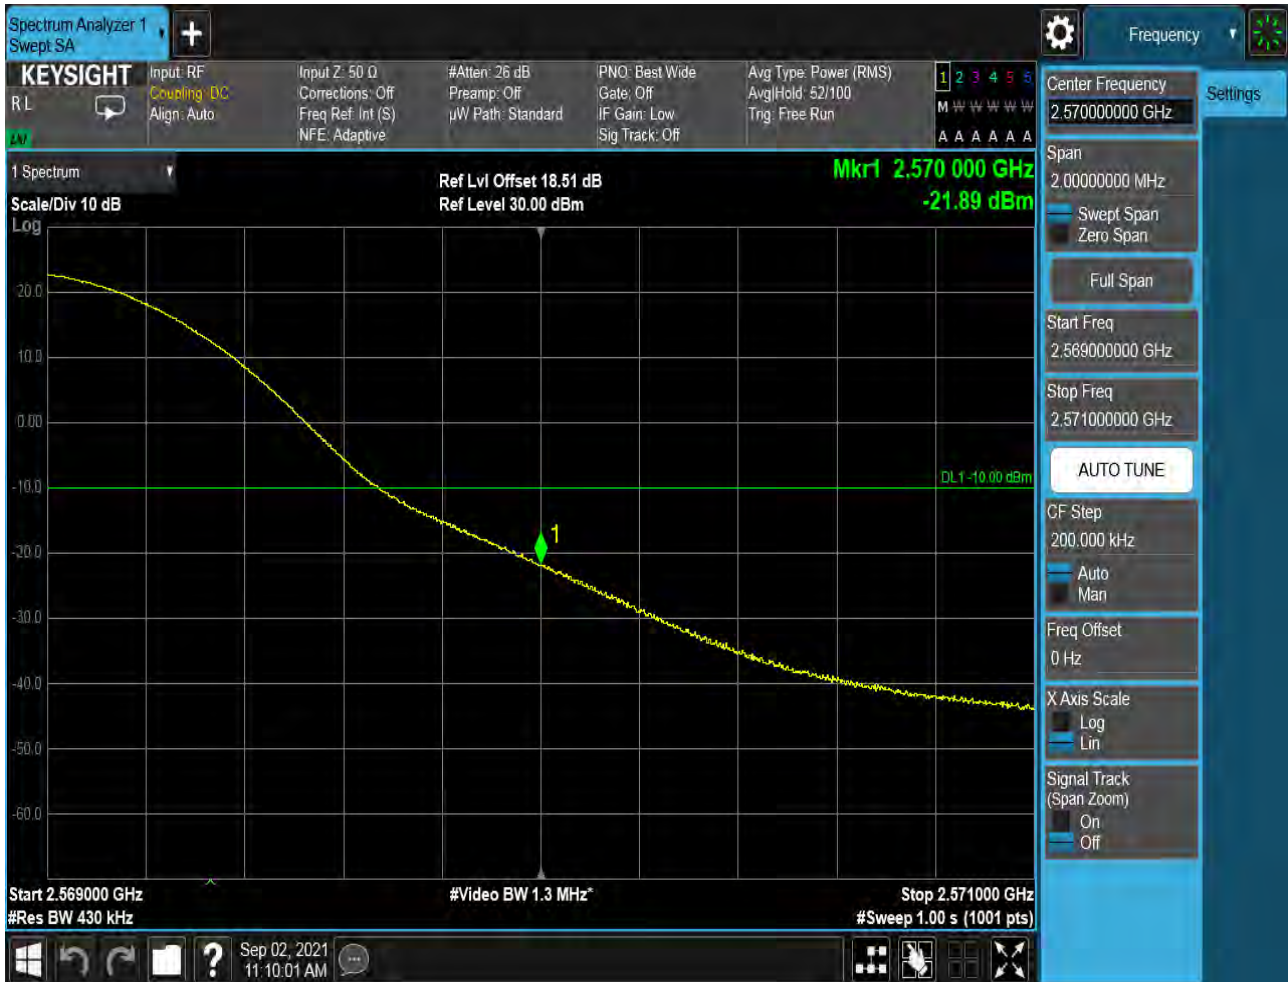 Spectrum Analyzer 1
Swept SA
+
Frequency
KEYSIGHT
R L
LNI
Input: RF
Coupling: DC
Align: Auto
Input Z: 50 Ω
Corrections: Off
Freq Ref: Int (S)
NFE: Adaptive
#Atten: 26 dB
Preamp: Off
µW Path: Standard
PNO: Best Wide
Gate: Off
IF Gain: Low
Sig Track: Off
Avg Type: Power (RMS)
Avg|Hold: 52/100
Trig: Free Run
1 2 3 4 5 6
M W W W W W
A A A A A A
1 Spectrum
Scale/Div 10 dB
Log
Ref Lvl Offset 18.51 dB
Ref Level 30.00 dBm
Mkr1 2.570 000 GHz
-21.89 dBm
20.0
10.0
0.00
-10.0
-20.0
-30.0
-40.0
-50.0
-60.0
DL1 -10.00 dBm
1
Start 2.569000 GHz
#Res BW 430 kHz
#Video BW 1.3 MHz*
Stop 2.571000 GHz
#Sweep 1.00 s (1001 pts)
?
Sep 02, 2021
11:10:01 AM
Center Frequency
2.570000000 GHz
Settings
Span
2.00000000 MHz
Swept Span
Zero Span
Full Span
Start Freq
2.569000000 GHz
Stop Freq
2.571000000 GHz
AUTO TUNE
CF Step
200.000 kHz
Auto
Man
Freq Offset
0 Hz
X Axis Scale
Log
Lin
Signal Track
(Span Zoom)
On
Off